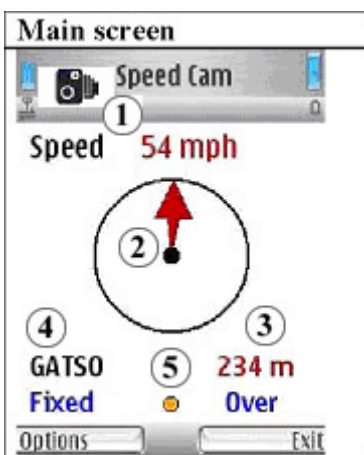 Main screen
Speed Cam
1
Speed 54 mph
2
4 3
GATSO 5 234 m
Fixed Over
Options Exit